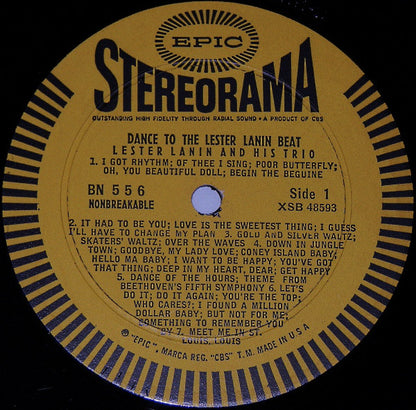 EPIC
STEREORAMA
OUTSTANDING HIGH FIDELITY THROUGH RADIAL SOUND • A PRODUCT OF CBS
DANCE TO THE LESTER LANIN BEAT
LESTER LANIN AND HIS TRIO
1. I GOT RHYTHM; OF THEE I SING; POOR BUTTERFLY;
OH, YOU BEAUTIFUL DOLL; BEGIN THE BEGUINE
BN 556
NONBREAKABLE
Side 1
XSB 48593
2. IT HAD TO BE YOU; LOVE IS THE SWEETEST THING; I GUESS
I'LL HAVE TO CHANGE MY PLAN 3. GOLD AND SILVER WALTZ;
SKATERS' WALTZ; OVER THE WAVES 4. DOWN IN JUNGLE
TOWN; GOODBYE, MY LADY LOVE; CONEY ISLAND BABY;
HELLO MA BABY; I WANT TO BE HAPPY; YOU'VE GOT
THAT THING; DEEP IN MY HEART, DEAR; GET HAPPY
5. DANCE OF THE HOURS; THEME FROM
BEETHOVEN'S FIFTH SYMPHONY 6. LET'S
DO IT; DO IT AGAIN; YOU'RE THE TOP;
WHO CARES?; I FOUND A MILLION
DOLLAR BABY; BUT NOT FOR ME;
SOMETHING TO REMEMBER YOU
BY 7. MEET ME IN ST.
LOUIS, LOUIS
℗ "EPIC", MARCA REG. "CBS" T.M. MADE IN U.S.A.